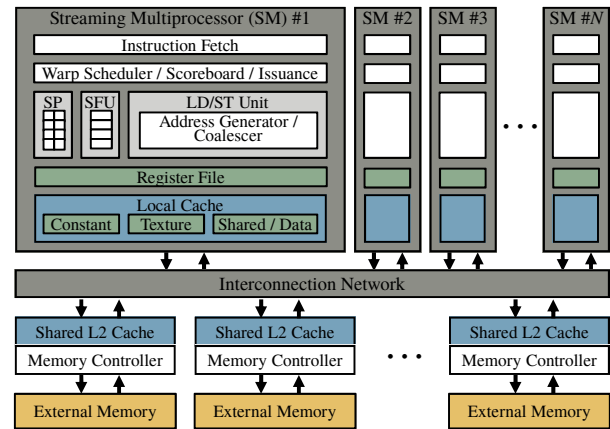 Streaming Multiprocessor (SM) #1
SM #2
SM #3
SM #N
Instruction Fetch
Warp Scheduler / Scoreboard / Issuance
SP
SFU
LD/ST Unit
Address Generator /
Coalescer
Register File
Local Cache
Constant
Texture
Shared / Data
Interconnection Network
Shared L2 Cache
Shared L2 Cache
Shared L2 Cache
Memory Controller
Memory Controller
Memory Controller
External Memory
External Memory
External Memory